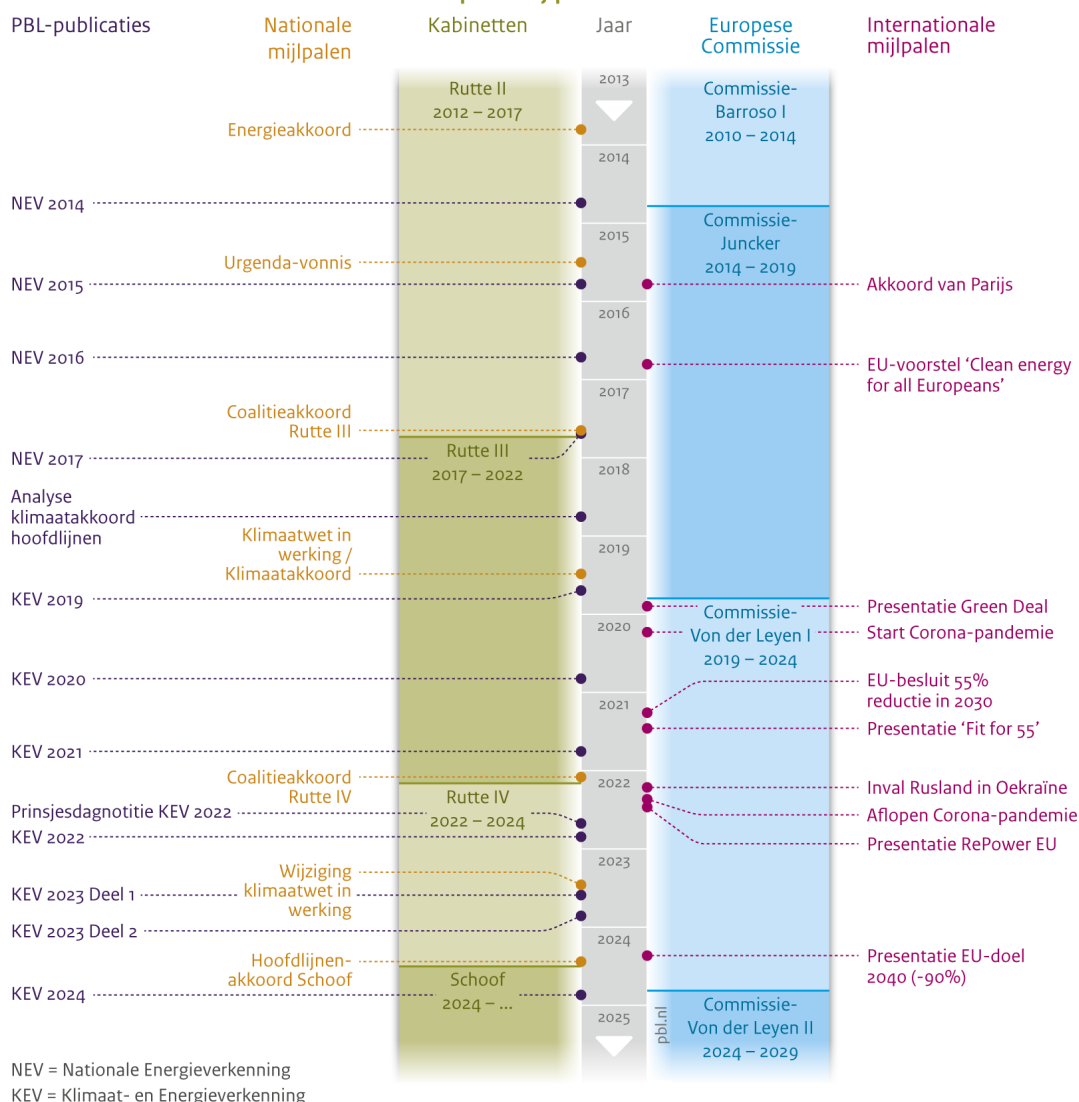 PBL-publicaties
Nationale
mijlpalen
Kabinetten
Jaar
Europese
Commissie
Internationale
mijlpalen
2013
Rutte II
2012 – 2017
Commissie-
Barroso I
2010 – 2014
Energieakkoord
2014
NEV 2014
Commissie-
Juncker
2014 – 2019
2015
Urgenda-vonnis
NEV 2015
Akkoord van Parijs
2016
NEV 2016
EU-voorstel ‘Clean energy
for all Europeans’
2017
Coalitieakkoord
Rutte III
NEV 2017
Rutte III
2017 – 2022
2018
Analyse
klimaatakkoord
hoofdlijnen
Klimaatwet in
werking /
Klimaatakkoord
2019
KEV 2019
Commissie-
Von der Leyen I
2019 – 2024
Presentatie Green Deal
2020
Start Corona-pandemie
KEV 2020
EU-besluit 55%
reductie in 2030
2021
Presentatie ‘Fit for 55’
KEV 2021
Coalitieakkoord
Rutte IV
2022
Rutte IV
2022 – 2024
Inval Rusland in Oekraïne
Prinsjesdagnotitie KEV 2022
Aflopen Corona-pandemie
KEV 2022
Presentatie RePower EU
2023
Wijziging
klimaatwet in
werking
KEV 2023 Deel 1
KEV 2023 Deel 2
2024
Hoofdlijnen-
akkoord Schoof
Presentatie EU-doel
2040 (-90%)
KEV 2024
Schoof
2024 – ...
2025
Commissie-
Von der Leyen II
2024 – 2029
pbl.nl
NEV = Nationale Energieverkenning
KEV = Klimaat- en Energieverkenning